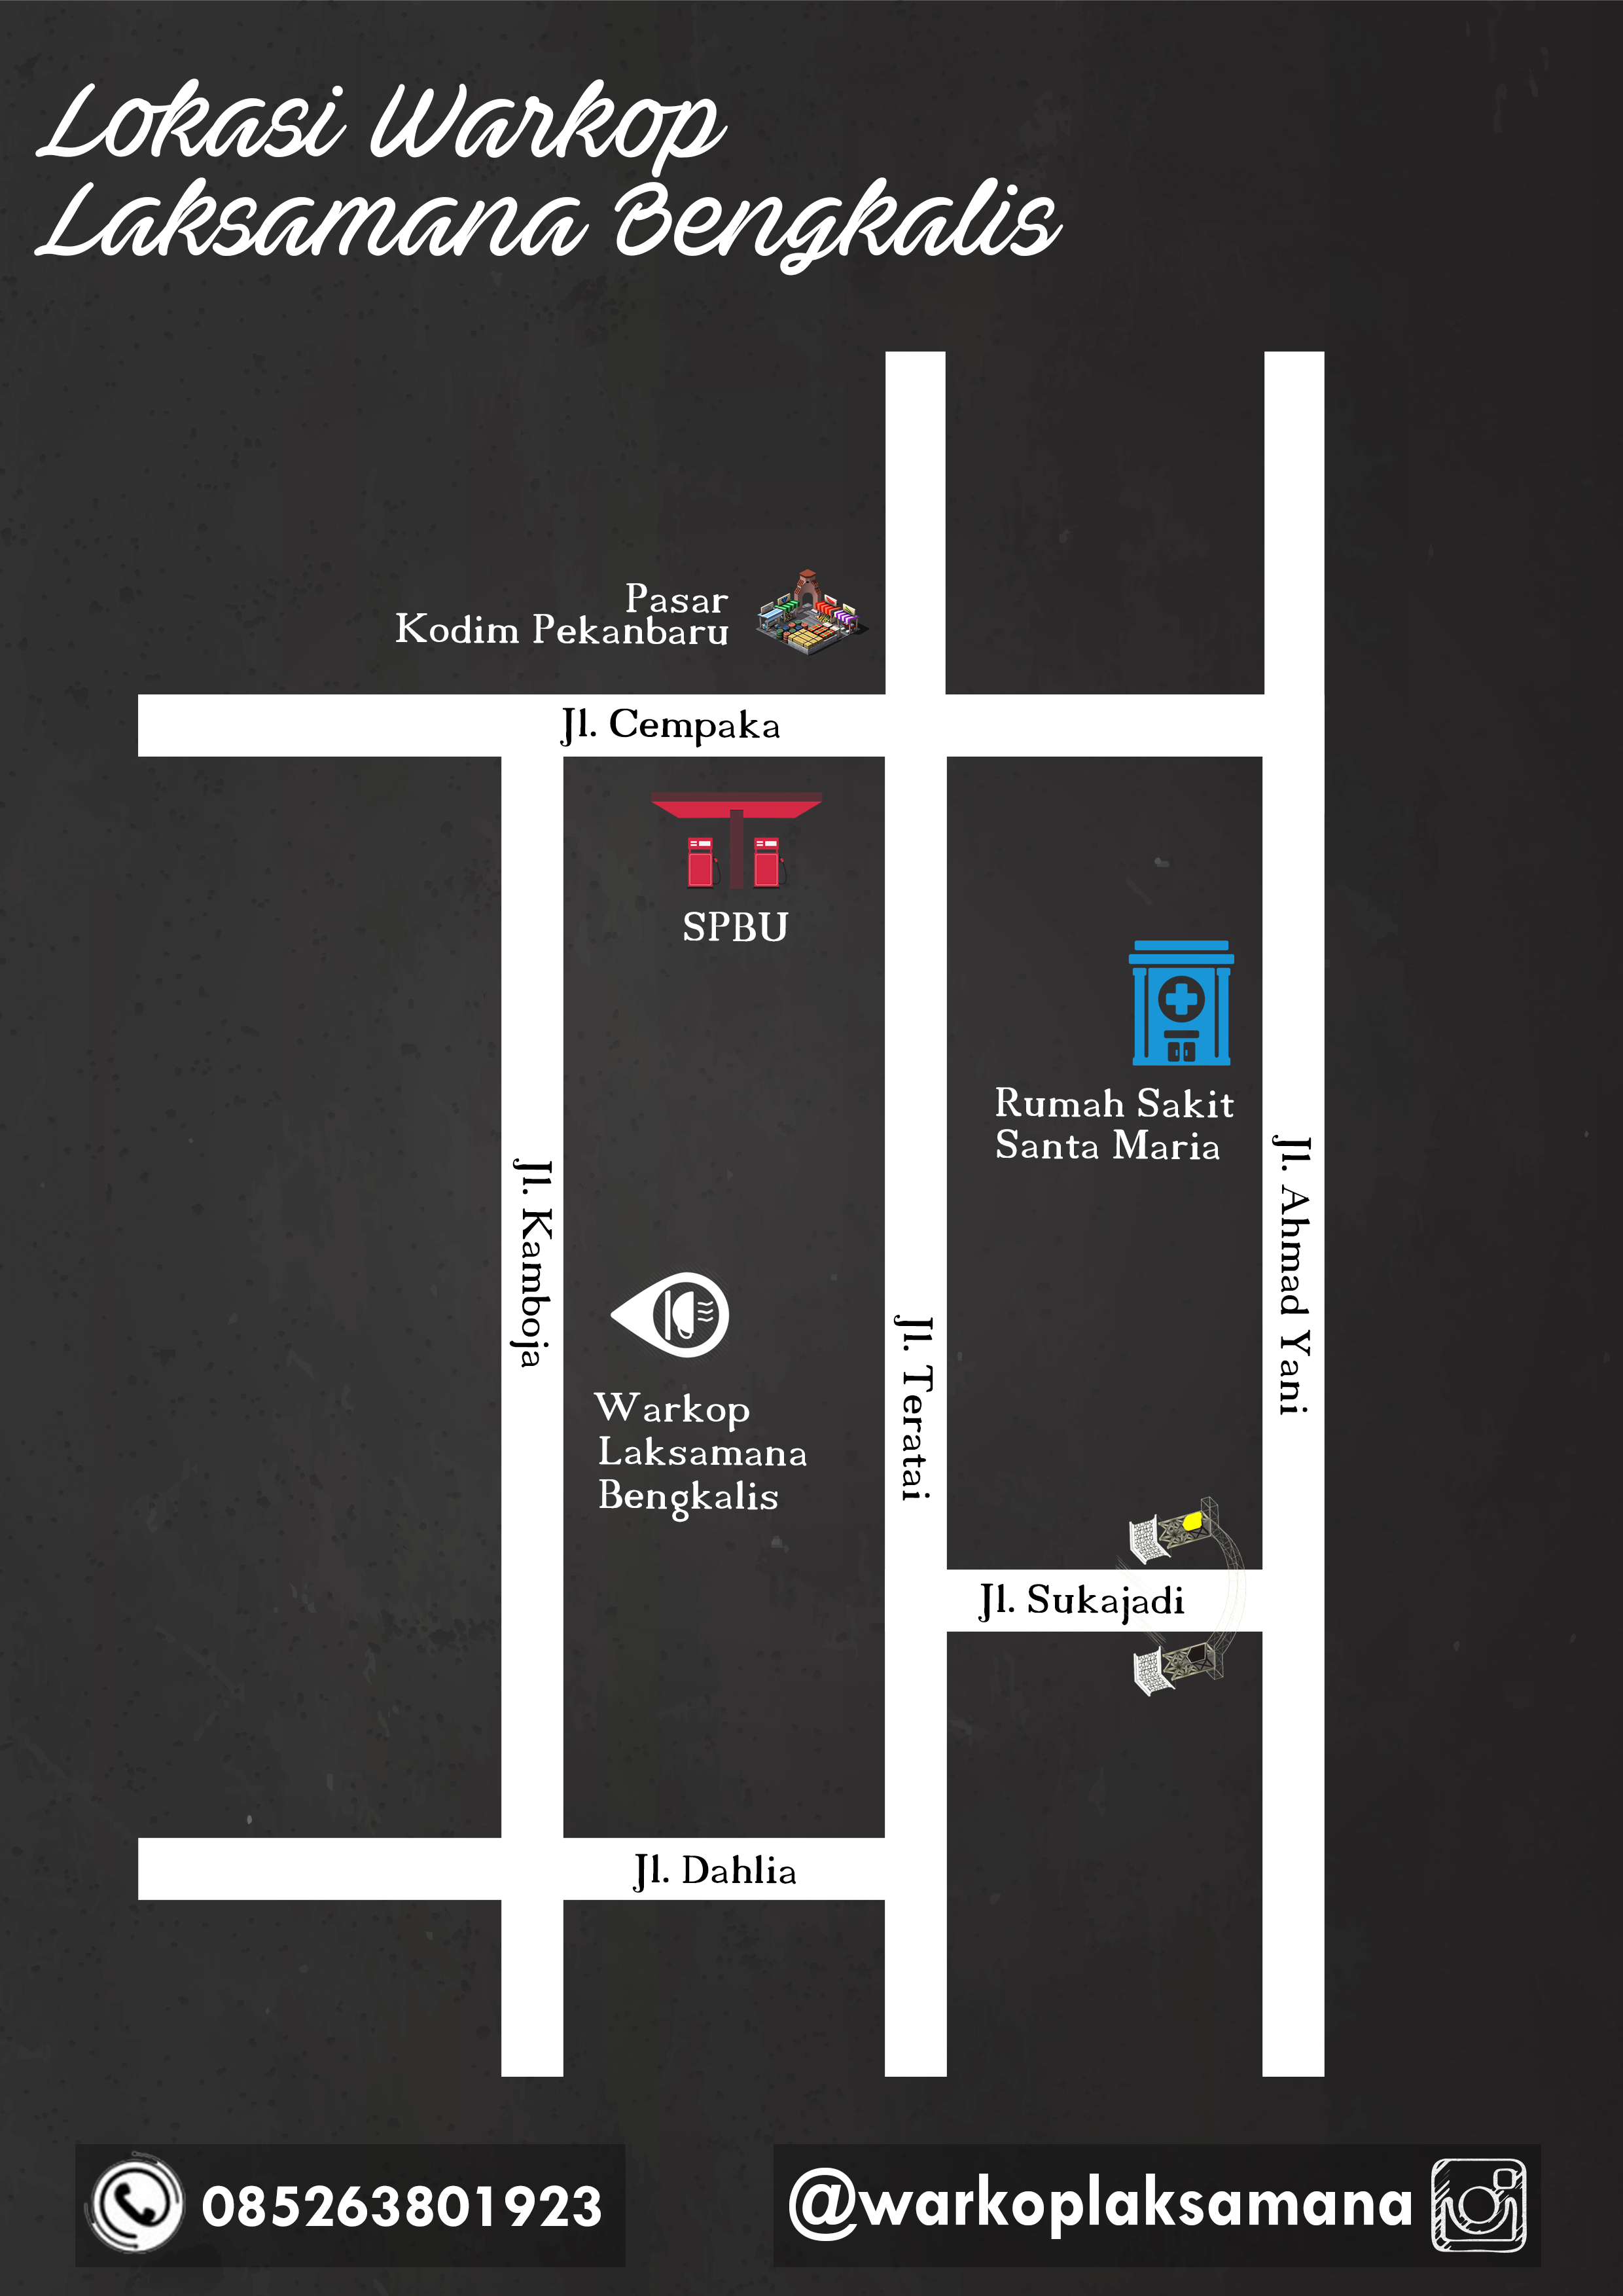 Lokasi Warkop
Laksamana Bengkalis
Pasar
Kodim Pekanbaru
Jl. Cempaka
SPBU
Rumah Sakit
Santa Maria
Jl. Kamboja
Jl. Ahmad Yani
Warkop
Laksamana
Bengkalis
Jl. Teratai
Jl. Sukajadi
Jl. Dahlia
085263801923
@warkoplaksamana